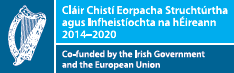 Cláir Chistí Eorpacha Struchtúrtha
agus Infheistíochta na hÉireann
2014–2020
Co-funded by the Irish Government
and the European Union